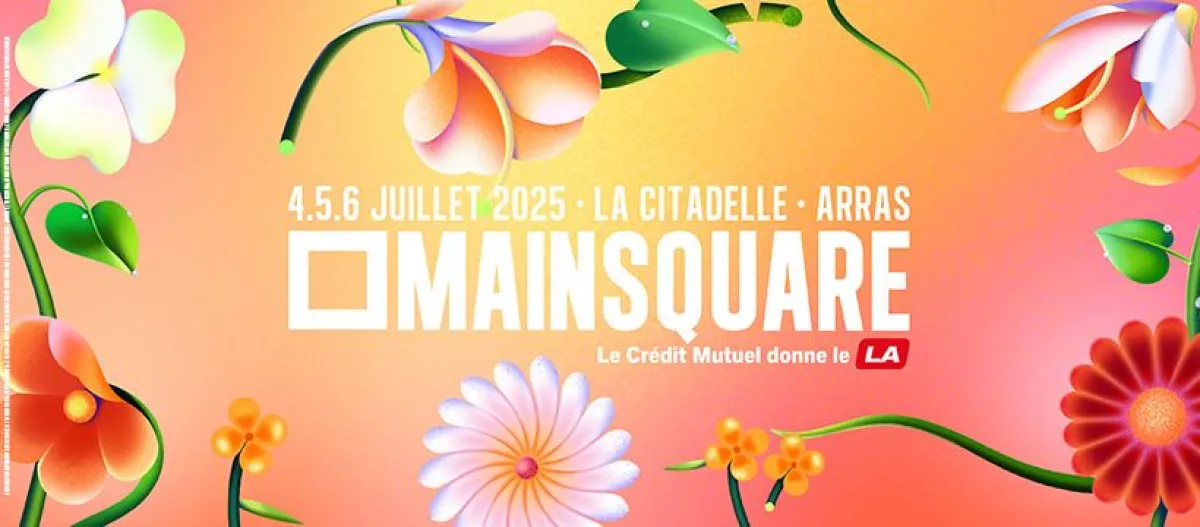 4.5.6 JUILLET 2025 · LA CITADELLE · ARRAS
MAINSQUARE
Le Crédit Mutuel donne le LA